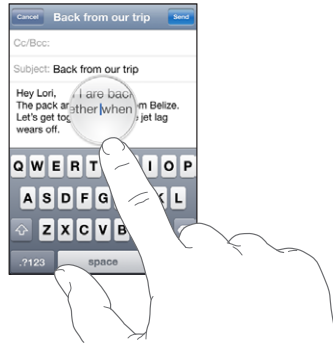 Cancel Back from our trip Send
Cc/Bcc:
Subject: Back from our trip
Hey Lori, I are back
The pack ar m Belize.
Let's get tog ether when e jet lag
wears off.
Q W E R T I O P
A S D F G K L
Z X C V B
.?123 space